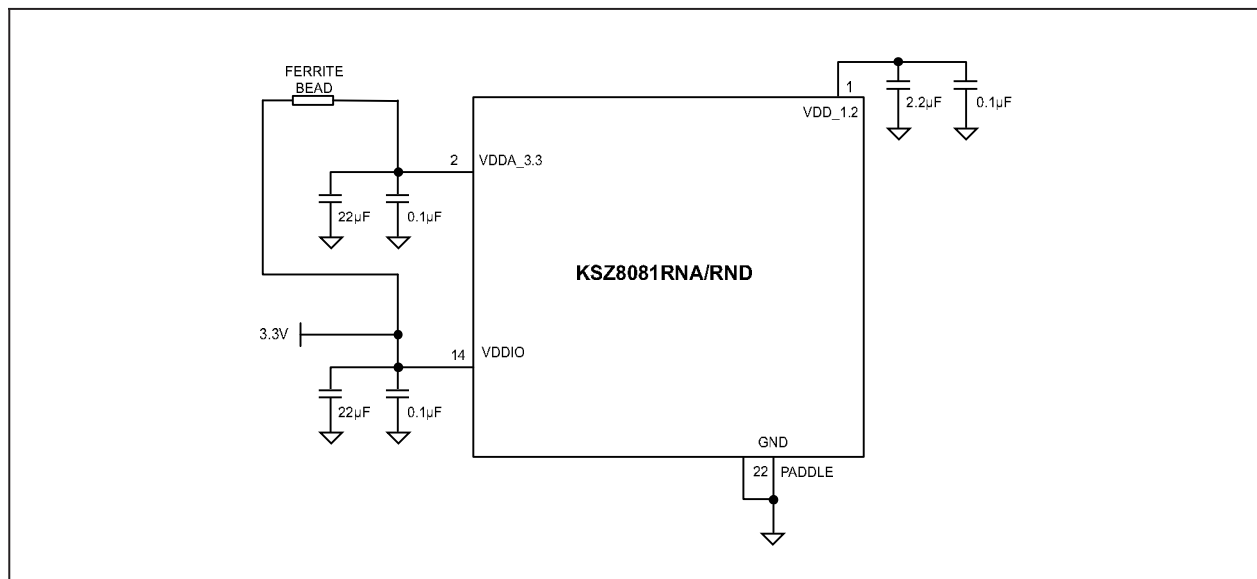 FERRITE
BEAD
1
VDD_1.2
2.2µF
0.1µF
2
VDDA_3.3
22µF
0.1µF
KSZ8081RNA/RND
3.3V
14
VDDIO
22µF
0.1µF
GND
22
PADDLE